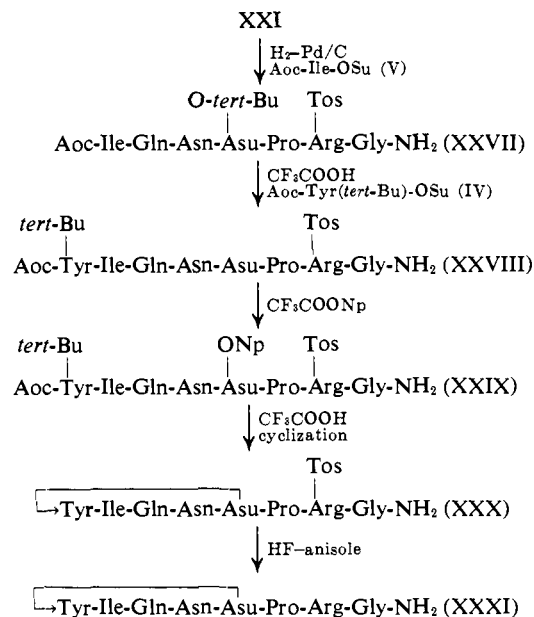 XXI
H₂–Pd/C
Aoc-Ile-OSu (V)
O-tert-Bu Tos
Aoc-Ile-Gln-Asn-Asu-Pro-Arg-Gly-NH₂ (XXVII)
CF₃COOH
Aoc-Tyr(tert-Bu)-OSu (IV)
tert-Bu Tos
Aoc-Tyr-Ile-Gln-Asn-Asu-Pro-Arg-Gly-NH₂ (XXVIII)
CF₃COONp
tert-Bu ONp Tos
Aoc-Tyr-Ile-Gln-Asn-Asu-Pro-Arg-Gly-NH₂ (XXIX)
CF₃COOH
cyclization
Tos
Tyr-Ile-Gln-Asn-Asu-Pro-Arg-Gly-NH₂ (XXX)
HF–anisole
Tyr-Ile-Gln-Asn-Asu-Pro-Arg-Gly-NH₂ (XXXI)